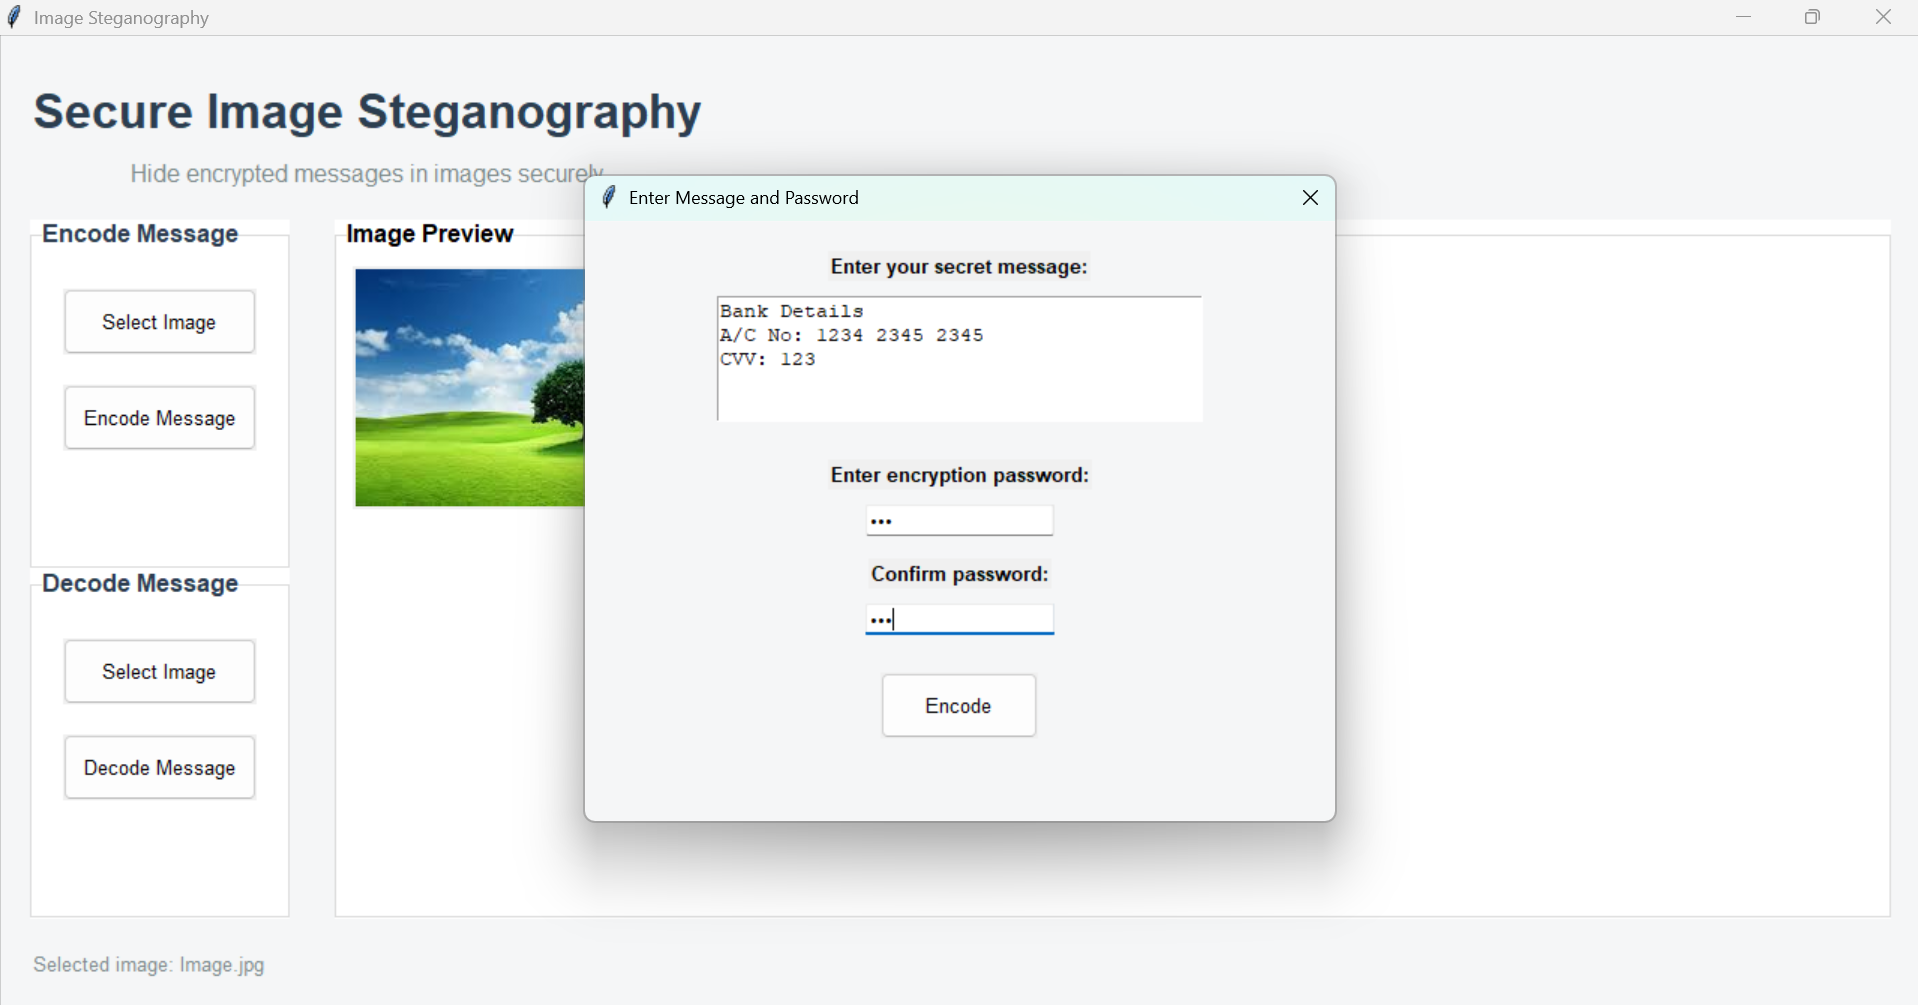 Image Steganography
Secure Image Steganography
Hide encrypted messages in images securely
Encode Message
Select Image
Encode Message
Decode Message
Select Image
Decode Message
Image Preview
Enter Message and Password
Enter your secret message:
Bank Details
A/C No: 1234 2345 2345
CVV: 123
Enter encryption password:
•••
Confirm password:
•••
Encode
Selected image: Image.jpg